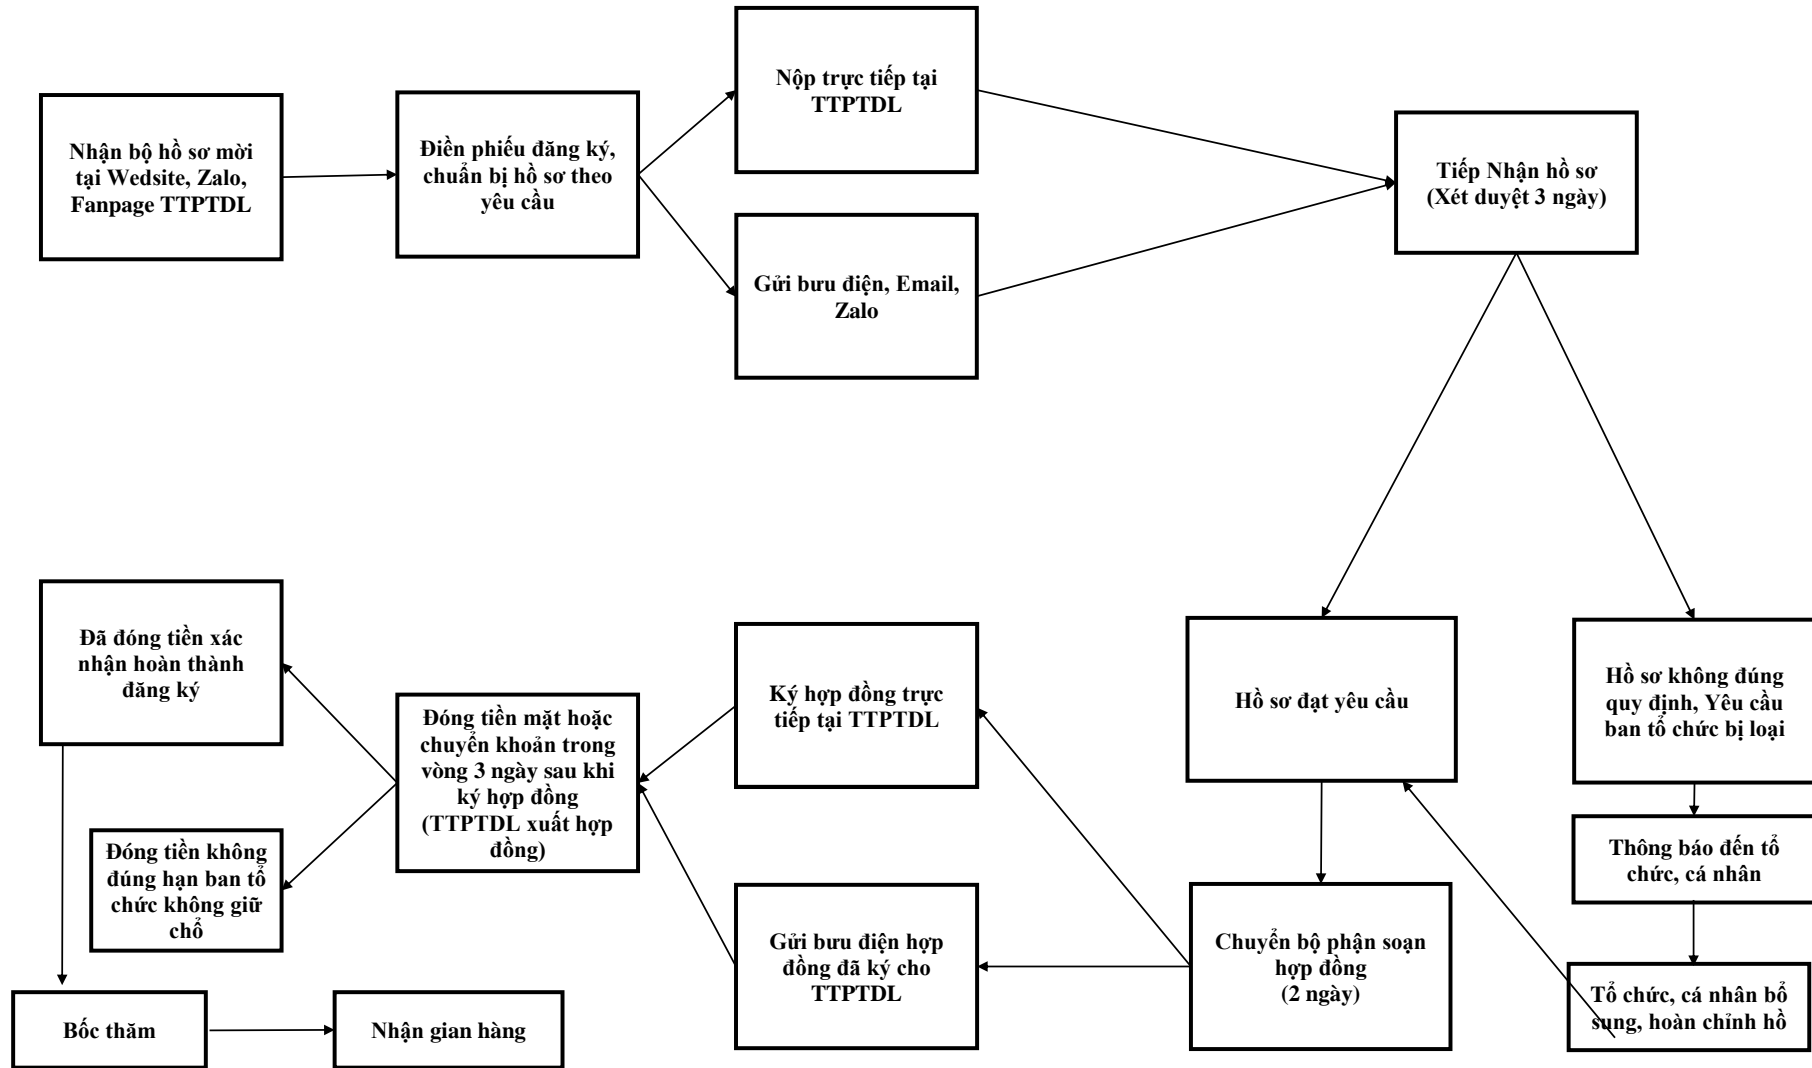 Nhận bộ hồ sơ mời
tại Wedsite, Zalo,
Fanpage TTPTDL
Điền phiếu đăng ký,
chuẩn bị hồ sơ theo
yêu cầu
Nộp trực tiếp tại
TTPTDL
Gửi bưu điện, Email,
Zalo
Tiếp Nhận hồ sơ
(Xét duyệt 3 ngày)
Hồ sơ đạt yêu cầu
Hồ sơ không đúng
quy định, Yêu cầu
ban tổ chức bị loại
Thông báo đến tổ
chức, cá nhân
Tổ chức, cá nhân bổ
sung, hoàn chỉnh hồ
Chuyển bộ phận soạn
hợp đồng
(2 ngày)
Ký hợp đồng trực
tiếp tại TTPTDL
Gửi bưu điện hợp
đồng đã ký cho
TTPTDL
Đóng tiền mặt hoặc
chuyển khoản trong
vòng 3 ngày sau khi
ký hợp đồng
(TTPTDL xuất hợp
đồng)
Đã đóng tiền xác
nhận hoàn thành
đăng ký
Đóng tiền không
đúng hạn ban tổ
chức không giữ
chổ
Bốc thăm
Nhận gian hàng